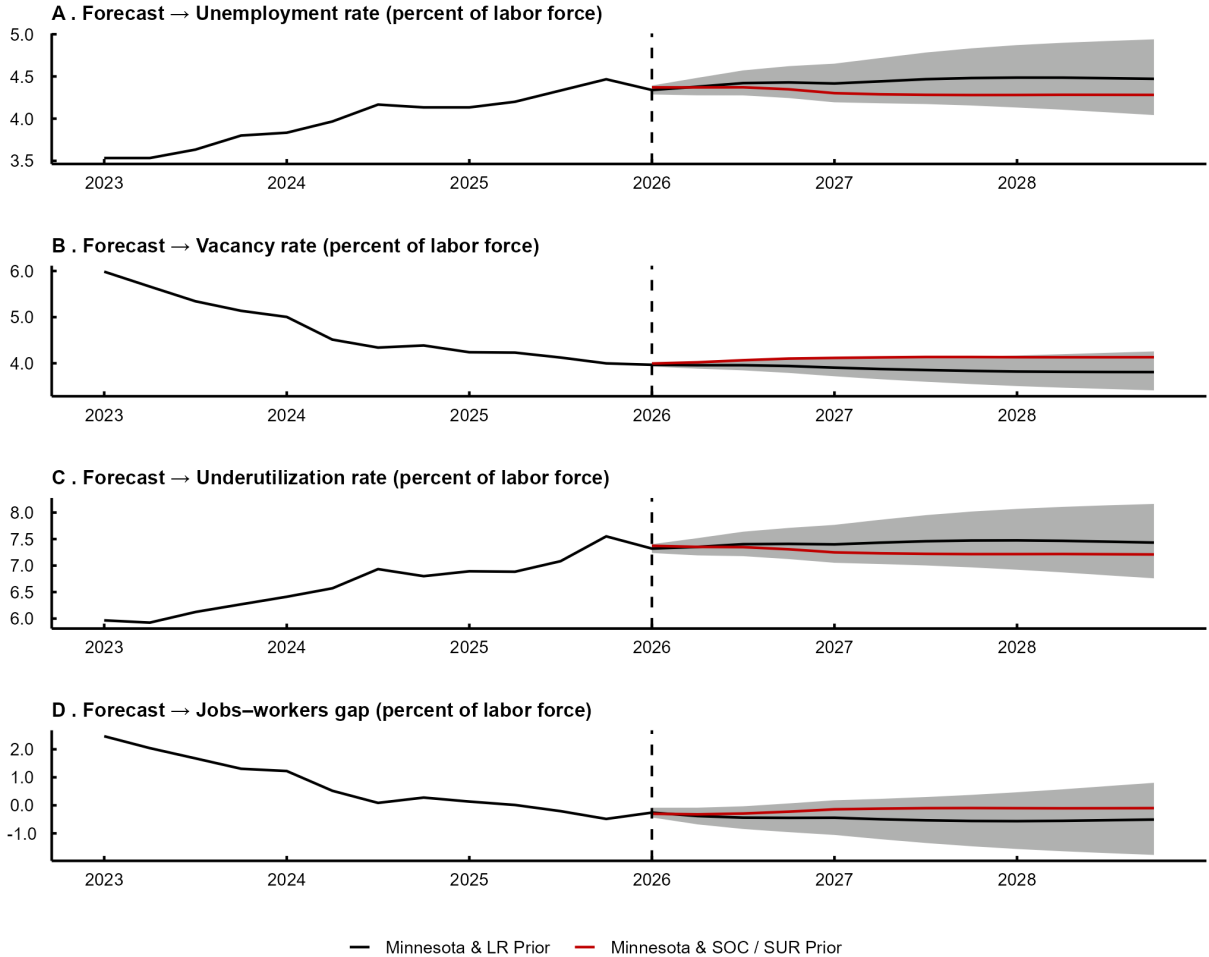 A . Forecast → Unemployment rate (percent of labor force)
5.0
4.5
4.0
3.5
2023 2024 2025 2026 2027 2028
B . Forecast → Vacancy rate (percent of labor force)
6.0
5.0
4.0
2023 2024 2025 2026 2027 2028
C . Forecast → Underutilization rate (percent of labor force)
8.0
7.5
7.0
6.5
6.0
2023 2024 2025 2026 2027 2028
D . Forecast → Jobs–workers gap (percent of labor force)
2.0
1.0
0.0
-1.0
2023 2024 2025 2026 2027 2028
Minnesota & LR Prior Minnesota & SOC / SUR Prior